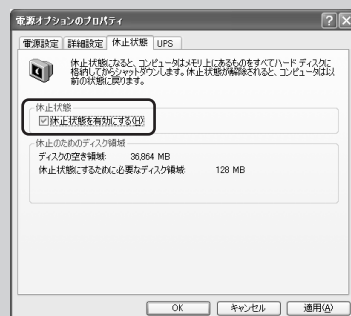 電源オプションのプロパティ
電源設定 詳細設定 休止状態 UPS
休止状態になると、コンピュータはメモリ上にあるものをすべてハード ディスクに
格納してからシャットダウンします。休止状態が解除されると、コンピュータは以
前の状態に戻ります。
休止状態
休止状態を有効にする(H)
休止のためのディスク領域
ディスクの空き領域: 36,864 MB
休止状態にするために必要なディスク領域: 128 MB
OK キャンセル 適用(A)